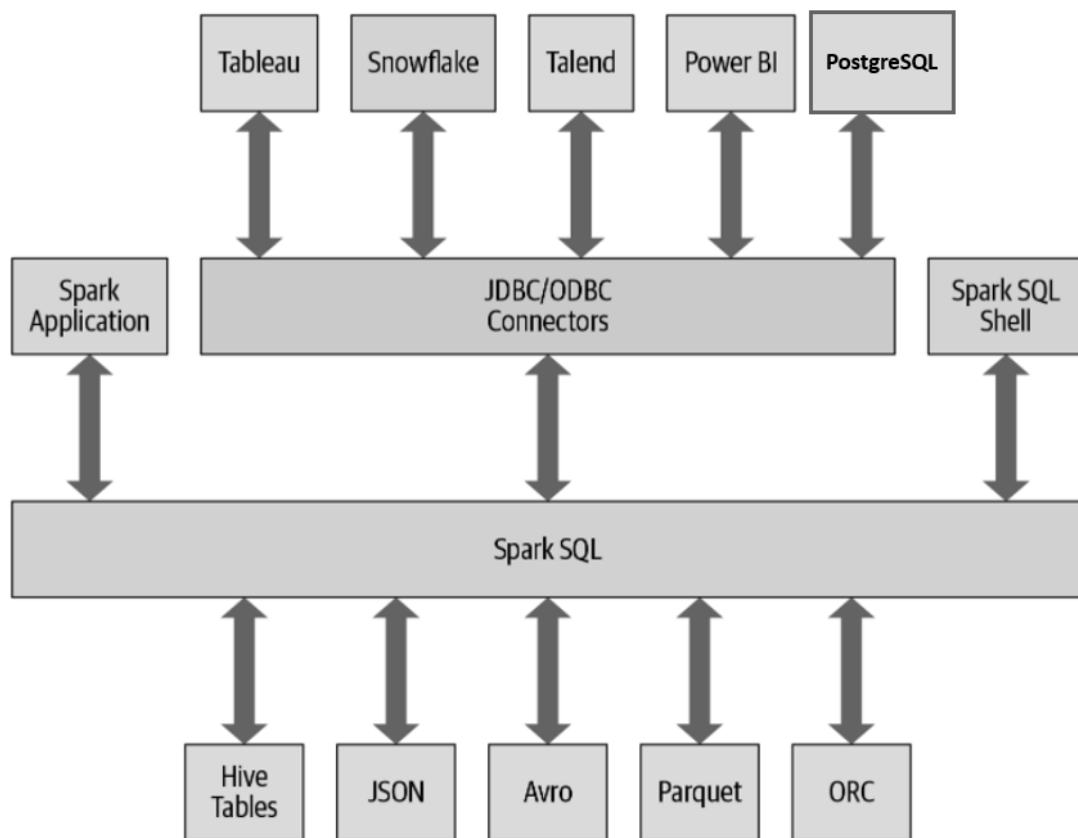 Tableau
Snowflake
Talend
Power BI
PostgreSQL
Spark
Application
JDBC/ODBC
Connectors
Spark SQL
Shell
Spark SQL
Hive
Tables
JSON
Avro
Parquet
ORC